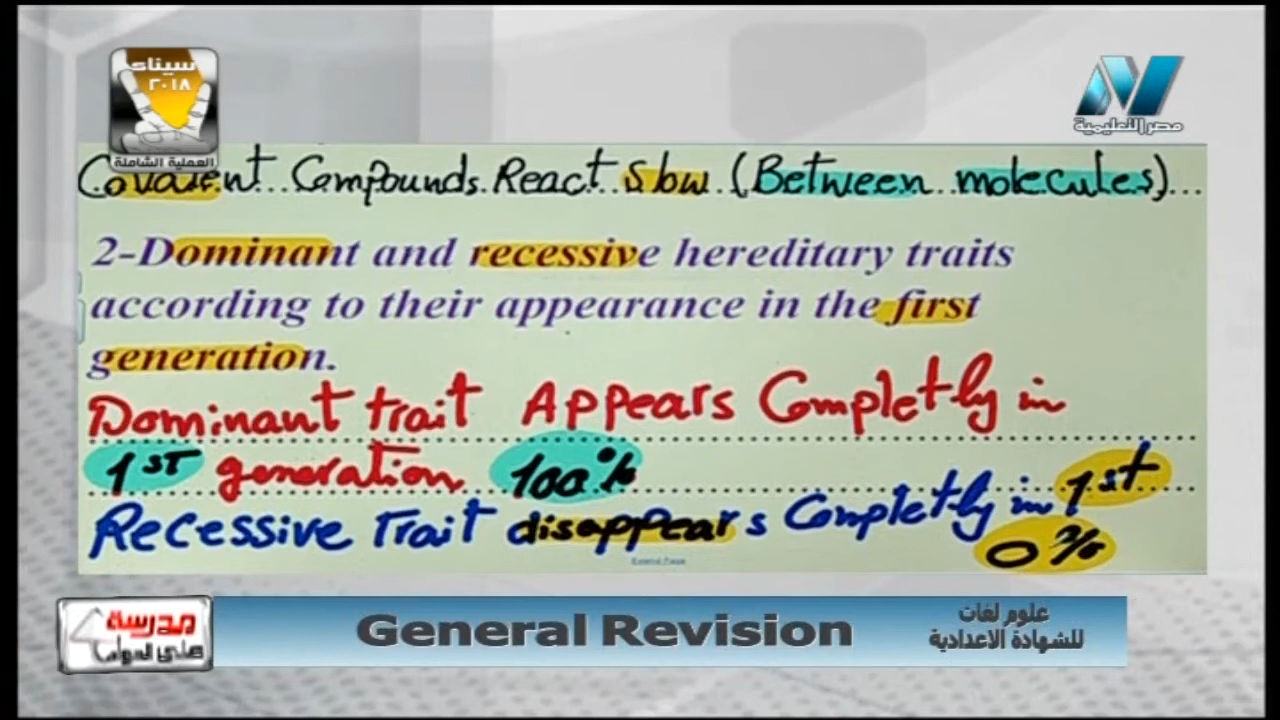 سيناء
٢٠١٨
العملية الشاملة
مصر التعليمية
Covalent Compounds React Slow (Between molecules)
2-Dominant and recessive hereditary traits
according to their appearance in the first
generation.
Dominant trait Appears Completly in
1st generation 100%
Recessive Trait disappears Completly in 1st
0%
مدرسة
على الهواء
General Revision
علوم لغات
للشهادة الاعدادية